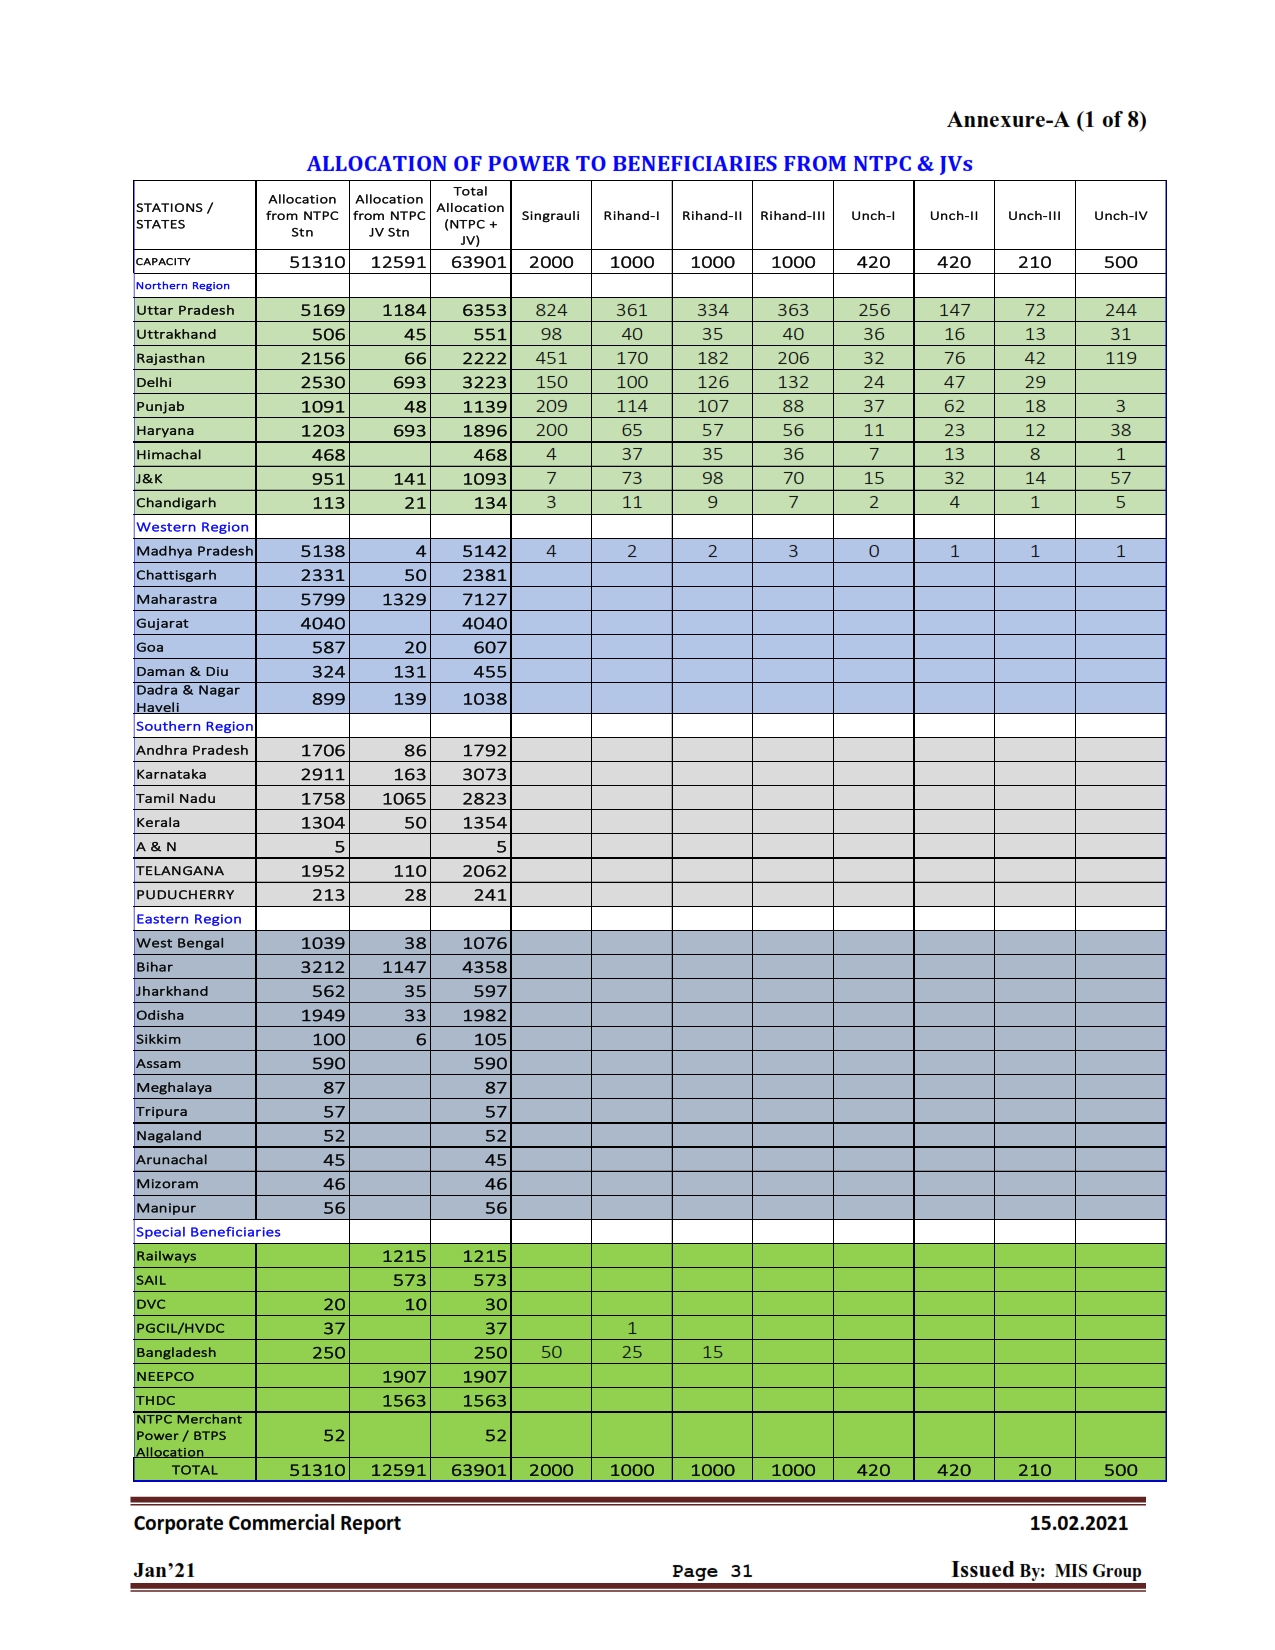 Annexure-A (1 of 8)
ALLOCATION OF POWER TO BENEFICIARIES FROM NTPC & JVs
STATIONS / STATES Allocation from NTPC Stn Allocation from NTPC JV Stn Total Allocation (NTPC + JV) Singrauli Rihand-I Rihand-II Rihand-III Unch-I Unch-II Unch-III Unch-IV
CAPACITY 51310 12591 63901 2000 1000 1000 1000 420 420 210 500
Northern Region
Uttar Pradesh 5169 1184 6353 824 361 334 363 256 147 72 244
Uttrakhand 506 45 551 98 40 35 40 36 16 13 31
Rajasthan 2156 66 2222 451 170 182 206 32 76 42 119
Delhi 2530 693 3223 150 100 126 132 24 47 29
Punjab 1091 48 1139 209 114 107 88 37 62 18 3
Haryana 1203 693 1896 200 65 57 56 11 23 12 38
Himachal 468 468 4 37 35 36 7 13 8 1
J&K 951 141 1093 7 73 98 70 15 32 14 57
Chandigarh 113 21 134 3 11 9 7 2 4 1 5
Western Region
Madhya Pradesh 5138 4 5142 4 2 2 3 0 1 1 1
Chattisgarh 2331 50 2381
Maharastra 5799 1329 7127
Gujarat 4040 4040
Goa 587 20 607
Daman & Diu 324 131 455
Dadra & Nagar Haveli 899 139 1038
Southern Region
Andhra Pradesh 1706 86 1792
Karnataka 2911 163 3073
Tamil Nadu 1758 1065 2823
Kerala 1304 50 1354
A & N 5 5
TELANGANA 1952 110 2062
PUDUCHERRY 213 28 241
Eastern Region
West Bengal 1039 38 1076
Bihar 3212 1147 4358
Jharkhand 562 35 597
Odisha 1949 33 1982
Sikkim 100 6 105
Assam 590 590
Meghalaya 87 87
Tripura 57 57
Nagaland 52 52
Arunachal 45 45
Mizoram 46 46
Manipur 56 56
Special Beneficiaries
Railways 1215 1215
SAIL 573 573
DVC 20 10 30
PGCIL/HVDC 37 37 1
Bangladesh 250 250 50 25 15
NEEPCO 1907 1907
THDC 1563 1563
NTPC Merchant Power / BTPS Allocation 52 52
TOTAL 51310 12591 63901 2000 1000 1000 1000 420 420 210 500
Corporate Commercial Report 15.02.2021
Jan’21 Page 31 Issued By: MIS Group